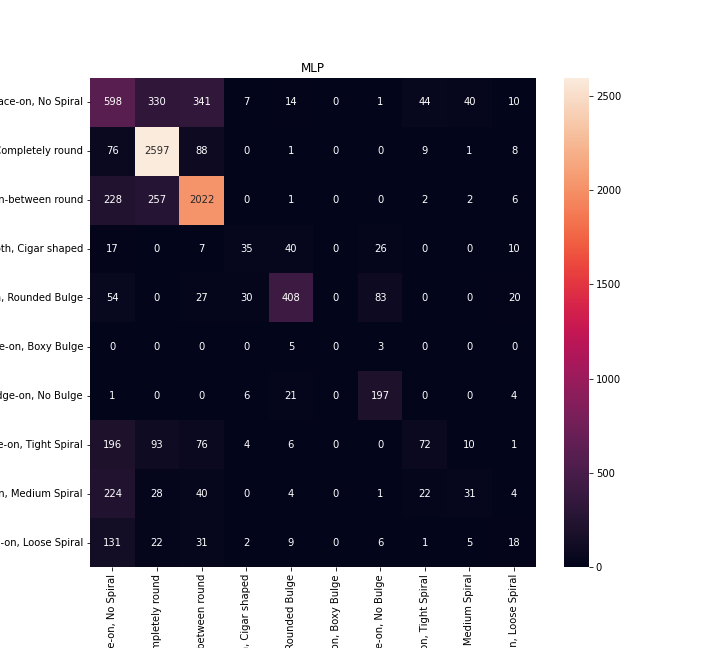 MLP
ace-on, No Spiral 598 330 341 7 14 0 1 44 40 10
Completely round 76 2597 88 0 1 0 0 9 1 8
n-between round 228 257 2022 0 1 0 0 2 2 6
oth, Cigar shaped 17 0 7 35 40 0 26 0 0 10
, Rounded Bulge 54 0 27 30 408 0 83 0 0 20
e-on, Boxy Bulge 0 0 0 0 5 0 3 0 0 0
dge-on, No Bulge 1 0 0 6 21 0 197 0 0 4
e-on, Tight Spiral 196 93 76 4 6 0 0 72 10 1
n, Medium Spiral 224 28 40 0 4 0 1 22 31 4
-on, Loose Spiral 131 22 31 2 9 0 6 1 5 18
e-on, No Spiral
mpletely round
between round
, Cigar shaped
Rounded Bulge
on, Boxy Bulge
e-on, No Bulge
on, Tight Spiral
Medium Spiral
n, Loose Spiral
2500
2000
1500
1000
500
0